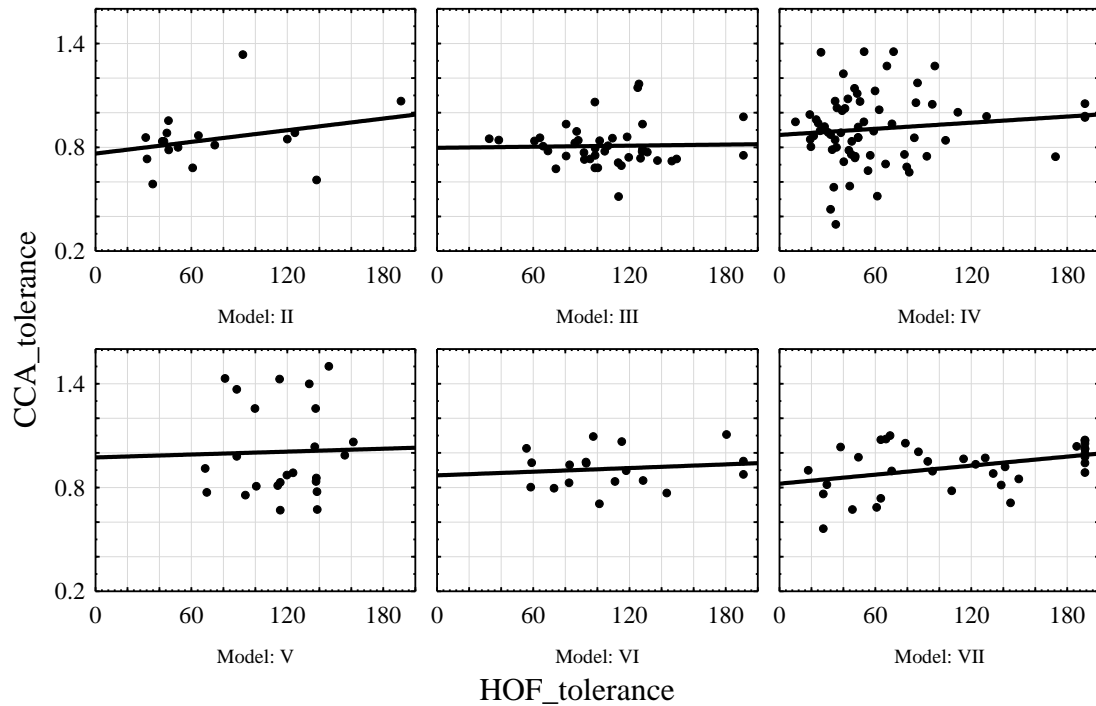 1.4
0.8
0.2
0 60 120 180 0 60 120 180 0 60 120 180
Model: II Model: III Model: IV
CCA_tolerance
1.4
0.8
0.2
0 60 120 180 0 60 120 180 0 60 120 180
Model: V Model: VI Model: VII
HOF_tolerance